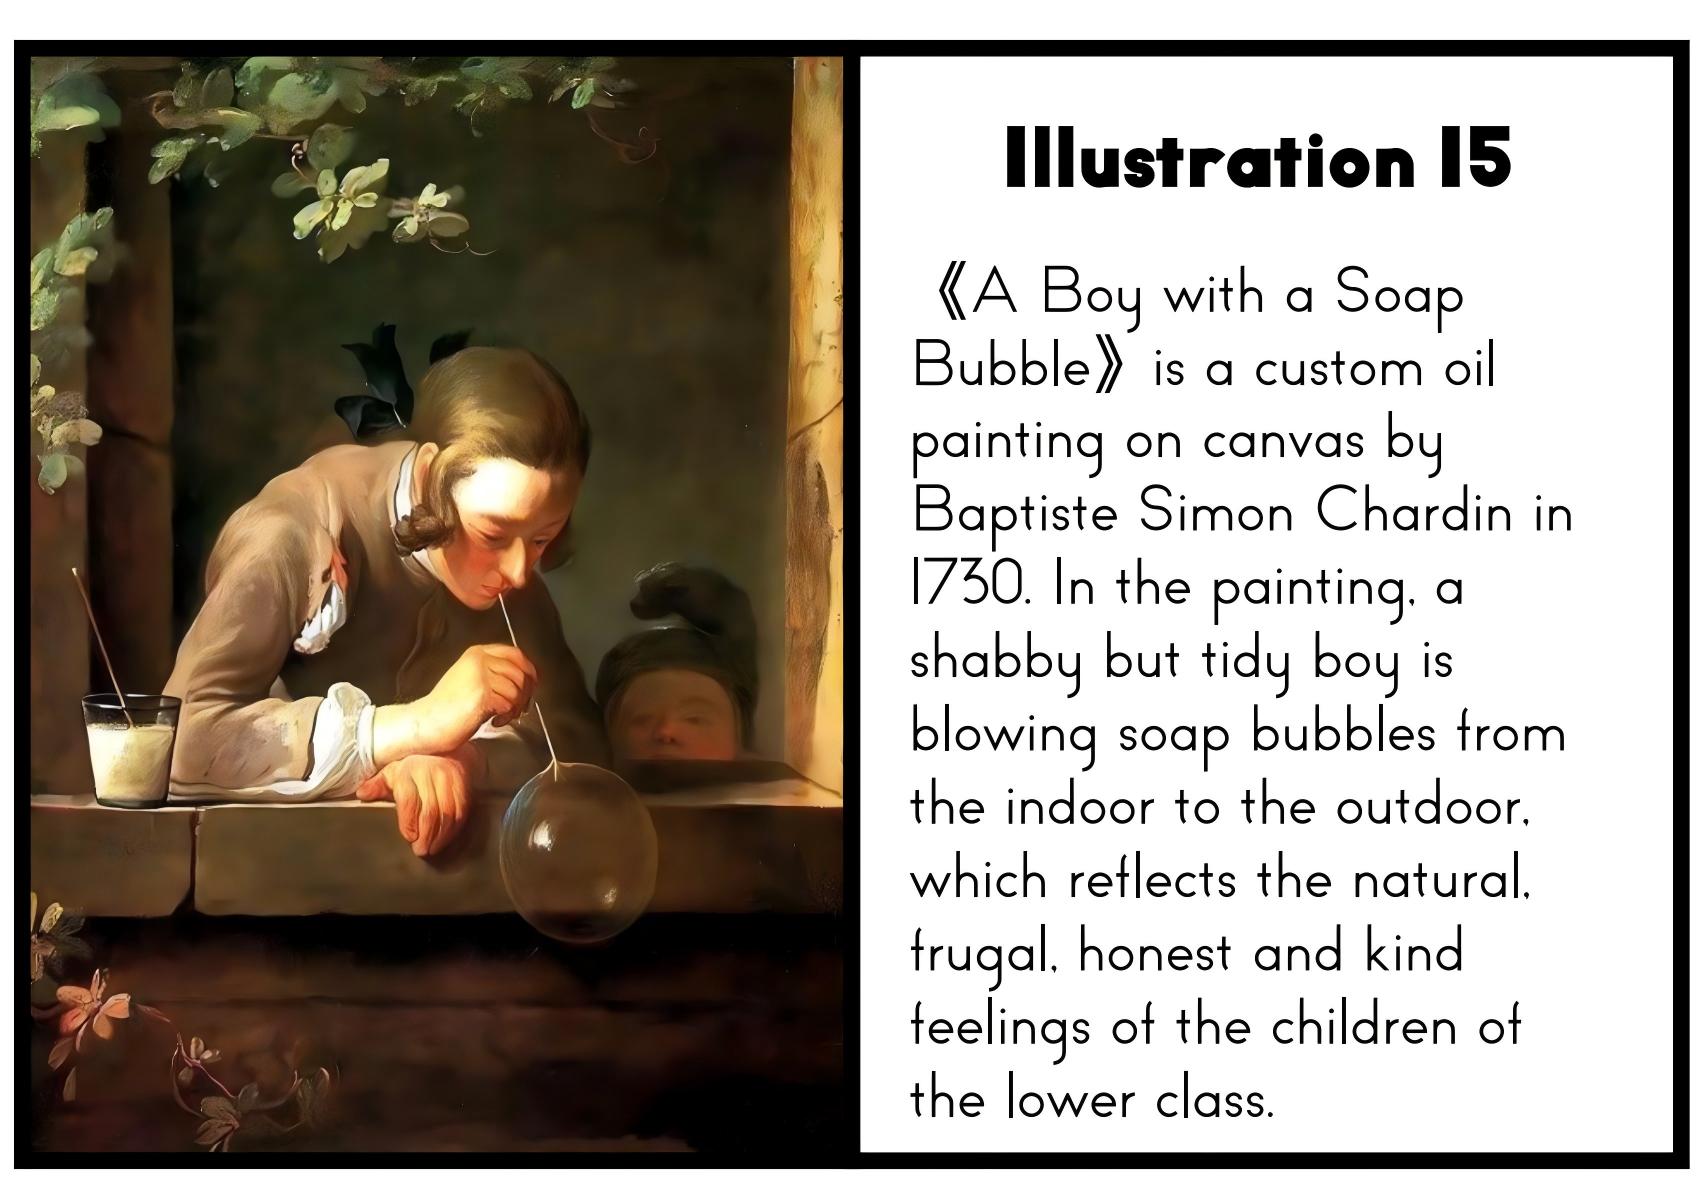 Illustration 15
《A Boy with a Soap
Bubble》 is a custom oil
painting on canvas by
Baptiste Simon Chardin in
1730. In the painting, a
shabby but tidy boy is
blowing soap bubbles from
the indoor to the outdoor,
which reflects the natural,
frugal, honest and kind
feelings of the children of
the lower class.